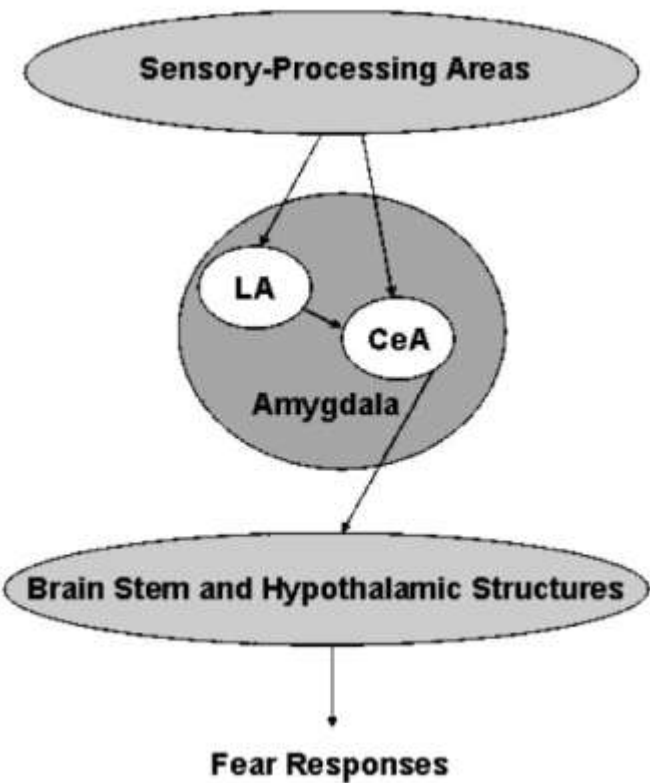 Sensory-Processing Areas
LA
CeA
Amygdala
Brain Stem and Hypothalamic Structures
Fear Responses